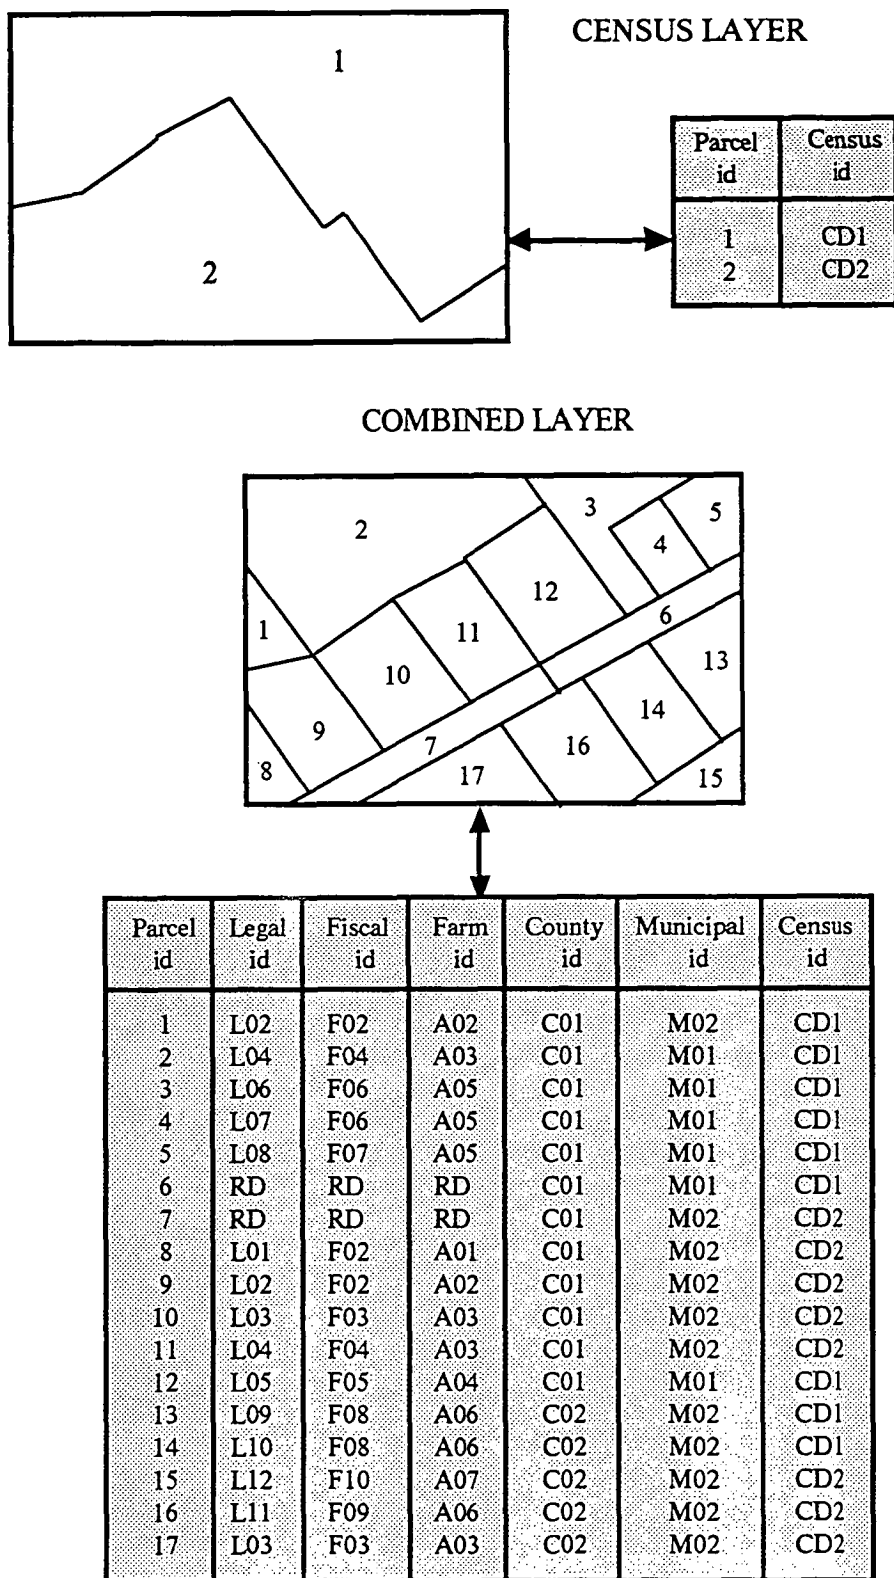 CENSUS LAYER
1
2
Parcel id Census id
1 CD1
2 CD2
COMBINED LAYER
2
3
5
4
12
6
1
11
13
10
14
9
7
16
8
17
15
Parcel id Legal id Fiscal id Farm id County id Municipal id Census id
1 L02 F02 A02 C01 M02 CD1
2 L04 F04 A03 C01 M01 CD1
3 L06 F06 A05 C01 M01 CD1
4 L07 F06 A05 C01 M01 CD1
5 L08 F07 A05 C01 M01 CD1
6 RD RD RD C01 M01 CD1
7 RD RD RD C01 M02 CD2
8 L01 F02 A01 C01 M02 CD2
9 L02 F02 A02 C01 M02 CD2
10 L03 F03 A03 C01 M02 CD2
11 L04 F04 A03 C01 M02 CD2
12 L05 F05 A04 C01 M01 CD1
13 L09 F08 A06 C02 M02 CD1
14 L10 F08 A06 C02 M02 CD1
15 L12 F10 A07 C02 M02 CD2
16 L11 F09 A06 C02 M02 CD2
17 L03 F03 A03 C02 M02 CD2